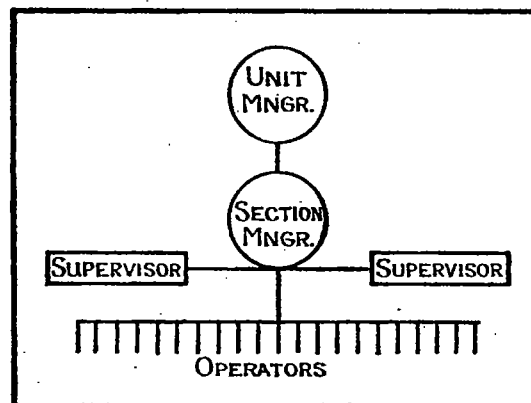 UNIT
MNGR.
SECTION
MNGR.
SUPERVISOR
SUPERVISOR
OPERATORS